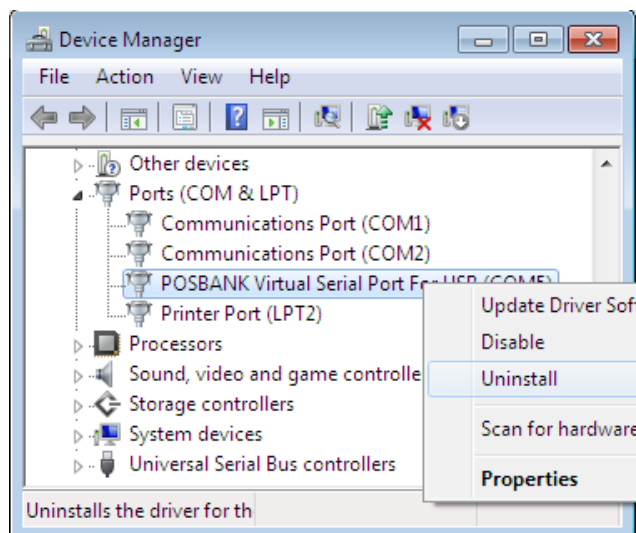 Device Manager
File Action View Help
Other devices
Ports (COM & LPT)
Communications Port (COM1)
Communications Port (COM2)
POSBANK Virtual Serial Port For USB (COM5)
Printer Port (LPT2)
Update Driver Sof
Processors
Disable
Sound, video and game controlle
Uninstall
Storage controllers
System devices
Scan for hardware
Universal Serial Bus controllers
Properties
Uninstalls the driver for th